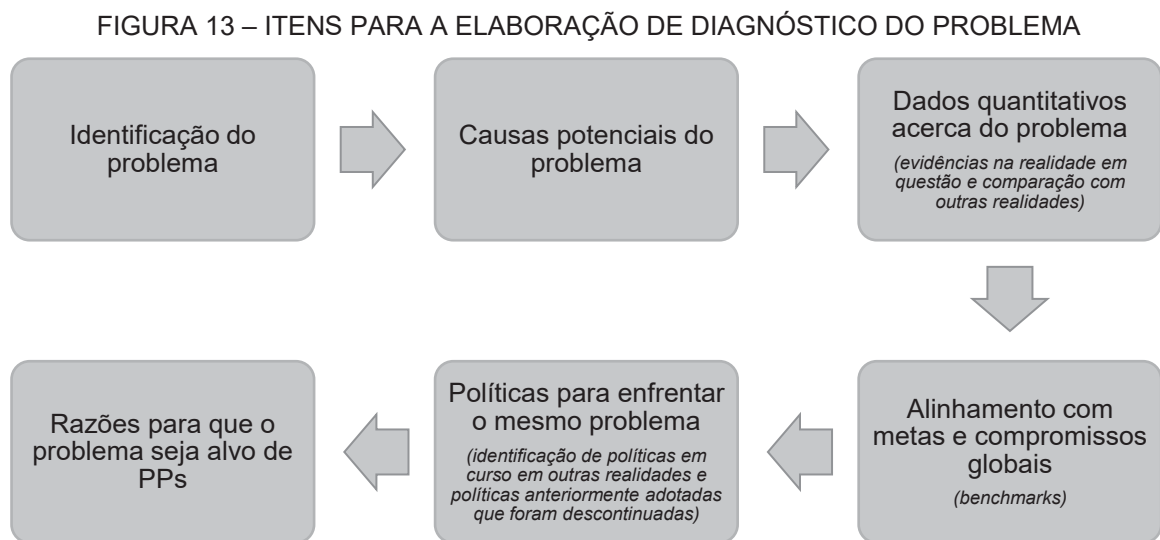 FIGURA 13 – ITENS PARA A ELABORAÇÃO DE DIAGNÓSTICO DO PROBLEMA
Identificação do
problema
Causas potenciais do
problema
Dados quantitativos
acerca do problema
(evidências na realidade em
questão e comparação com
outras realidades)
Alinhamento com
metas e compromissos
globais
(benchmarks)
Políticas para enfrentar
o mesmo problema
(identificação de políticas em
curso em outras realidades e
políticas anteriormente adotadas
que foram descontinuadas)
Razões para que o
problema seja alvo de
PPs